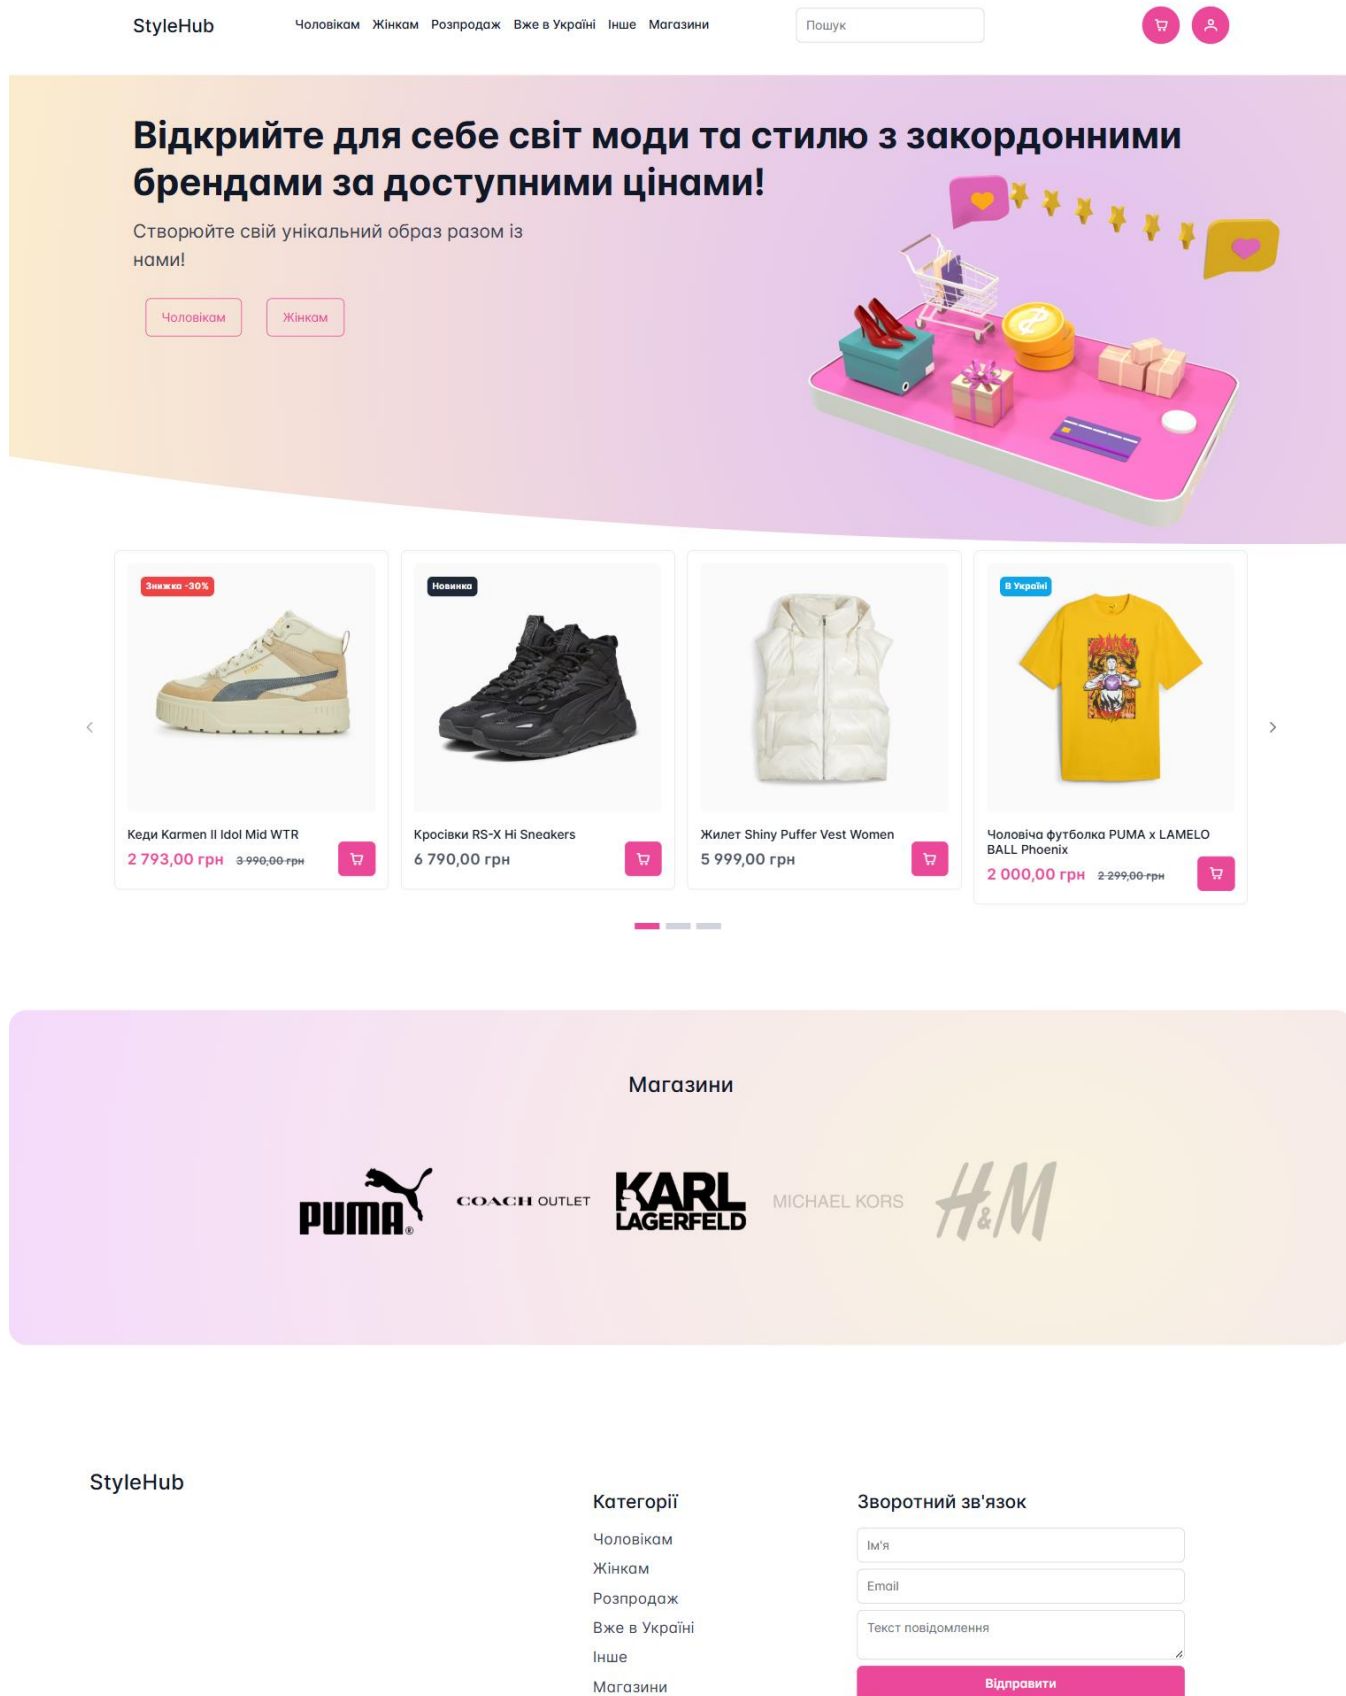 StyleHub
Чоловікам Жінкам Розпродаж Вже в Україні Інше Магазини
Пошук
Відкрийте для себе світ моди та стилю з закордонними
брендами за доступними цінами!
Створюйте свій унікальний образ разом із
нами!
Чоловікам Жінкам
Знижка -30%
Новинка
В Україні
Кеди Karmen II Idol Mid WTR
2 793,00 грн 3 990,00 грн
Кросівки RS-X Hi Sneakers
6 790,00 грн
Жилет Shiny Puffer Vest Women
5 999,00 грн
Чоловіча футболка PUMA x LAMELO
BALL Phoenix
2 000,00 грн 2 299,00 грн
Магазини
PUMA®
COACH OUTLET
KARL
LAGERFELD
MICHAEL KORS
H&M
StyleHub
Категорії
Чоловікам
Жінкам
Розпродаж
Вже в Україні
Інше
Магазини
Зворотний зв'язок
Ім'я
Email
Текст повідомлення
Відправити